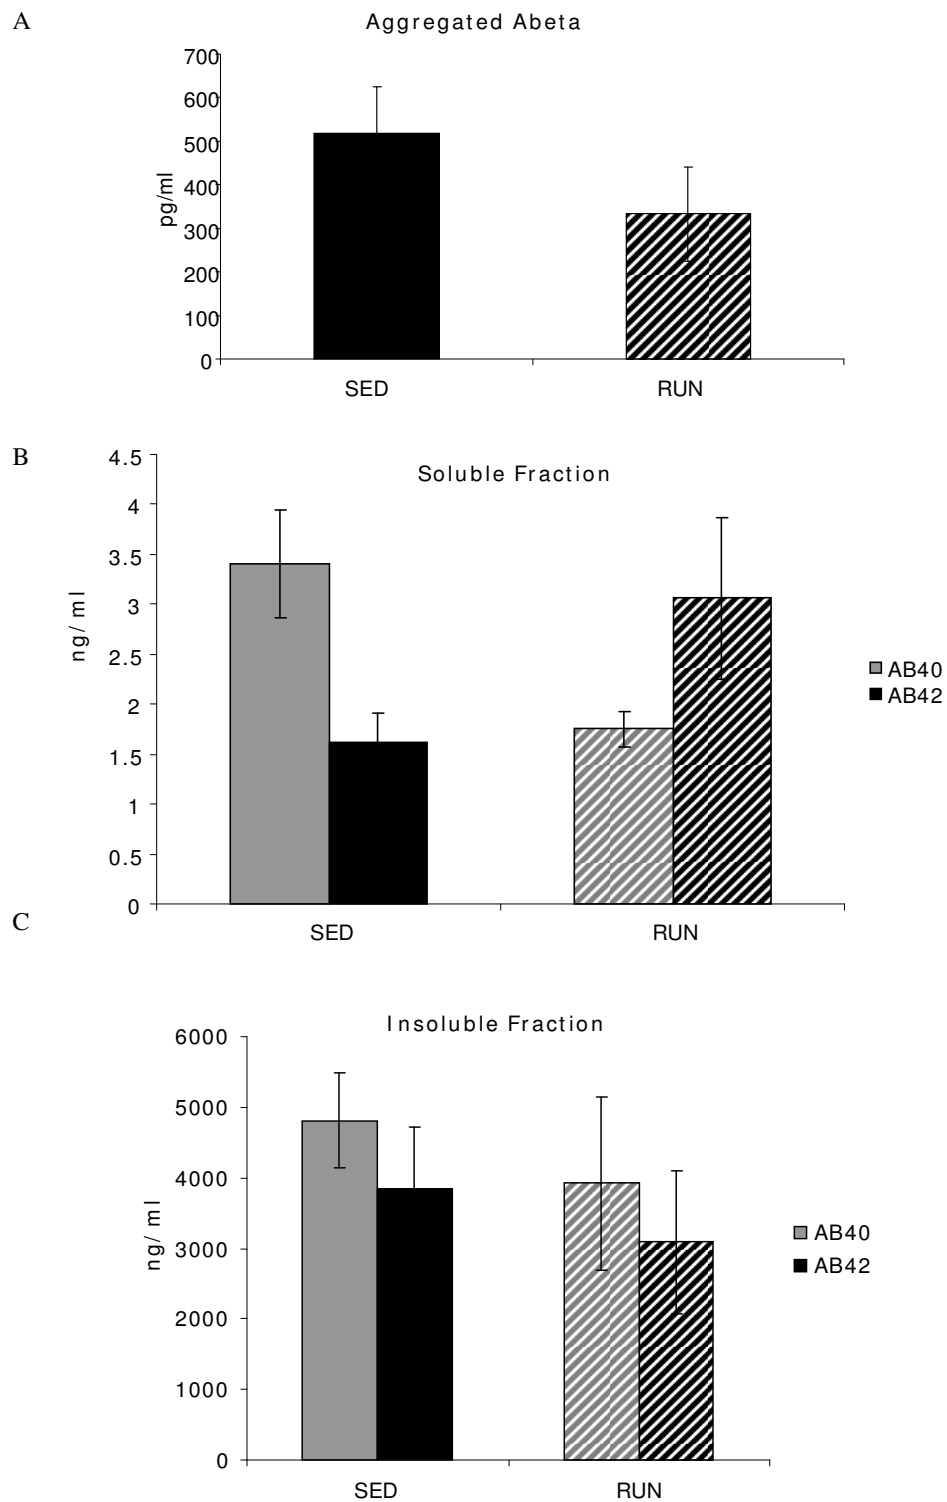 A
Aggregated Abeta
700
600
500
400
300
200
100
0
pg/ml
SED RUN
B
Soluble Fraction
4.5
4
3.5
3
2.5
2
1.5
1
0.5
0
ng/ ml
AB40
AB42
SED RUN
C
Insoluble Fraction
6000
5000
4000
3000
2000
1000
0
ng/ ml
AB40
AB42
SED RUN